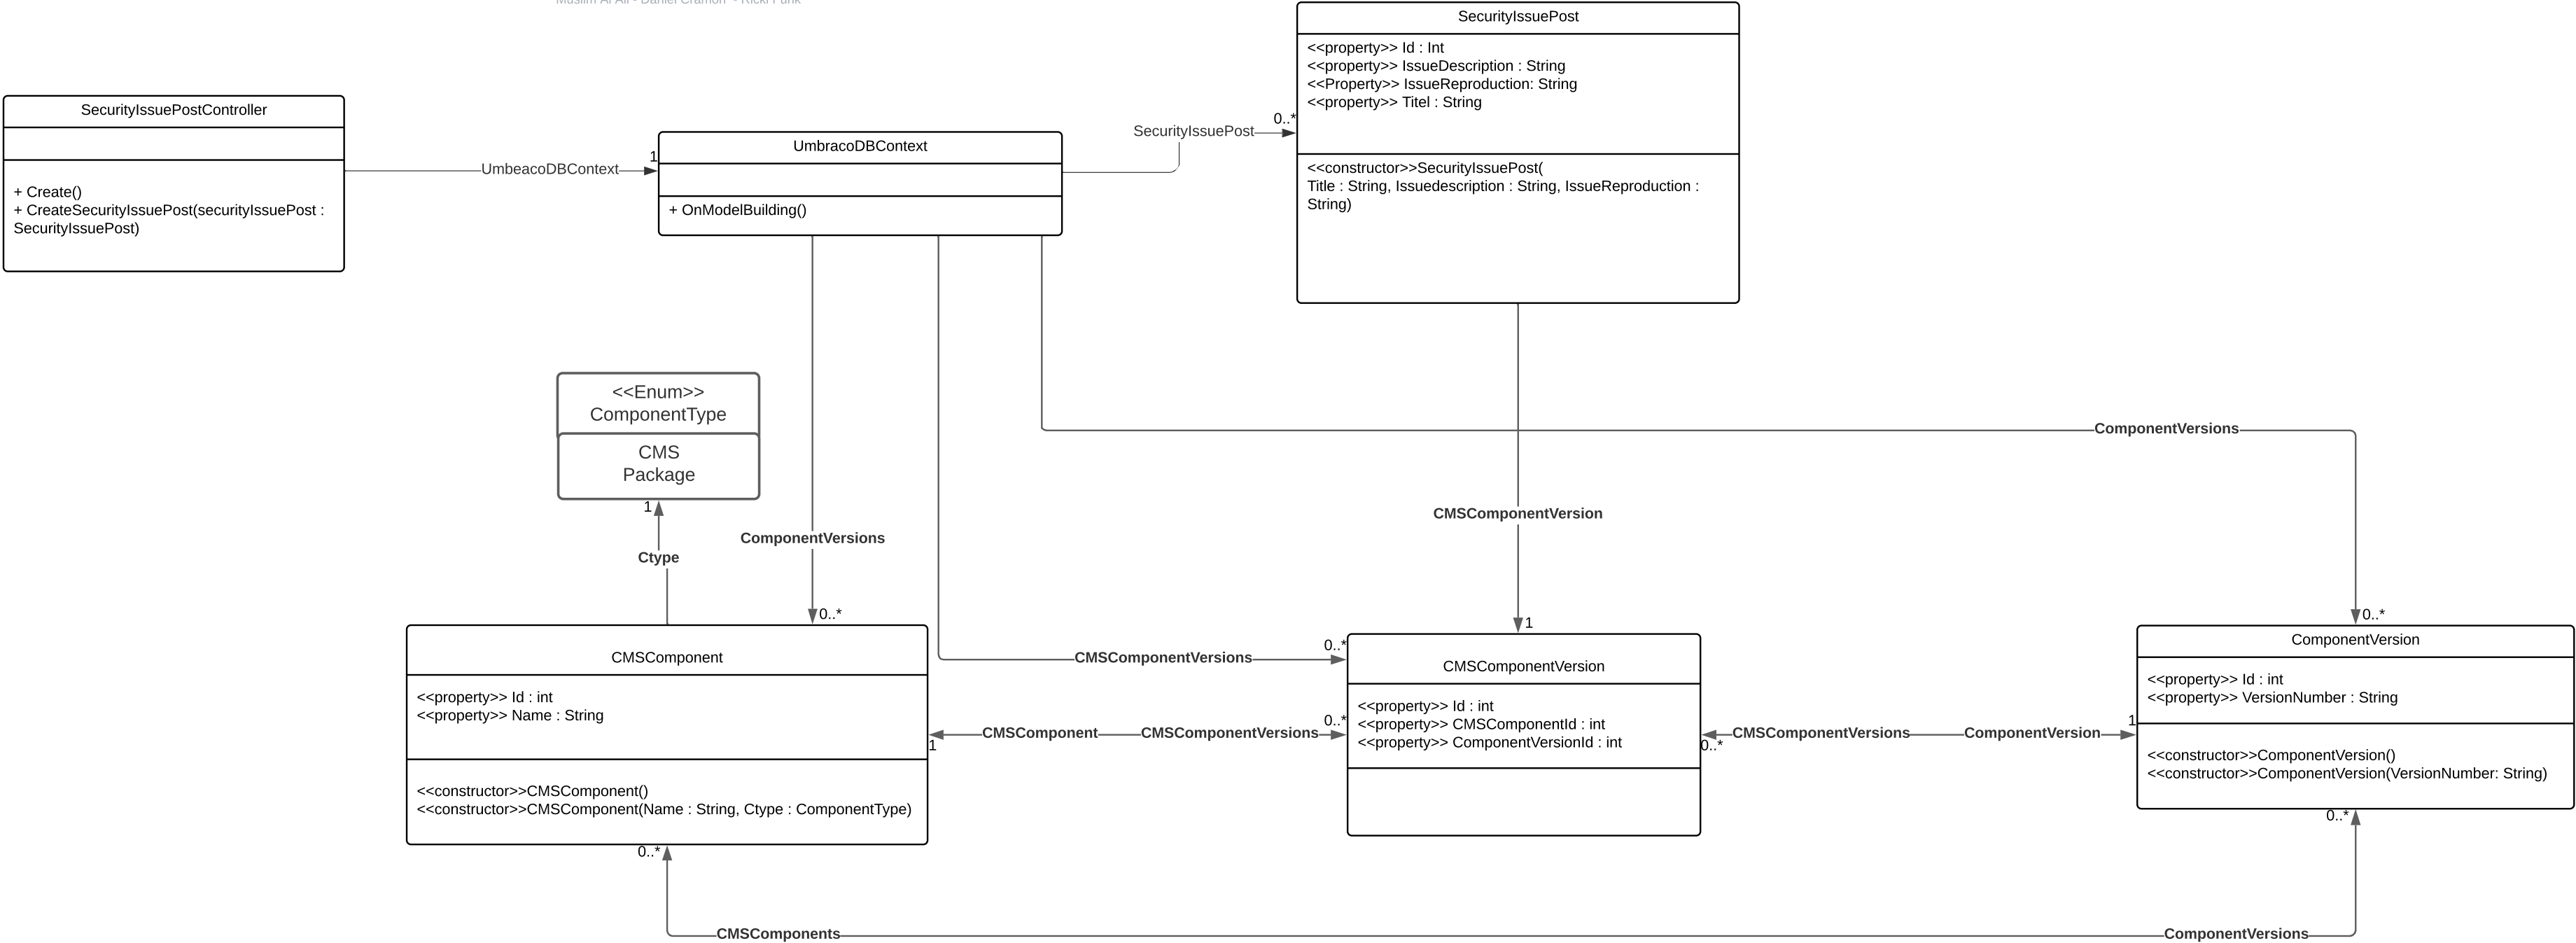 SecurityIssuePost
<<property>> Id : Int
<<property>> IssueDescription : String
<<Property>> IssueReproduction: String
<<property>> Titel : String
<<constructor>>SecurityIssuePost(
Title : String, Issuedescription : String, IssueReproduction :
String)
SecurityIssuePostController
+ Create()
+ CreateSecurityIssuePost(securityIssuePost :
SecurityIssuePost)
UmbeacoDBContext
1
UmbracoDBContext
+ OnModelBuilding()
SecurityIssuePost
0..*
<<Enum>>
ComponentType
CMS
Package
1
Ctype
ComponentVersions
0..*
CMSComponentVersion
1
ComponentVersions
0..*
CMSComponentVersions
0..*
CMSComponent
<<property>> Id : int
<<property>> Name : String
<<constructor>>CMSComponent()
<<constructor>>CMSComponent(Name : String, Ctype : ComponentType)
1
CMSComponent
CMSComponentVersions
0..*
CMSComponentVersion
<<property>> Id : int
<<property>> CMSComponentId : int
<<property>> ComponentVersionId : int
0..*
CMSComponentVersions
ComponentVersion
1
ComponentVersion
<<property>> Id : int
<<property>> VersionNumber : String
<<constructor>>ComponentVersion()
<<constructor>>ComponentVersion(VersionNumber: String)
0..*
CMSComponents
ComponentVersions
0..*